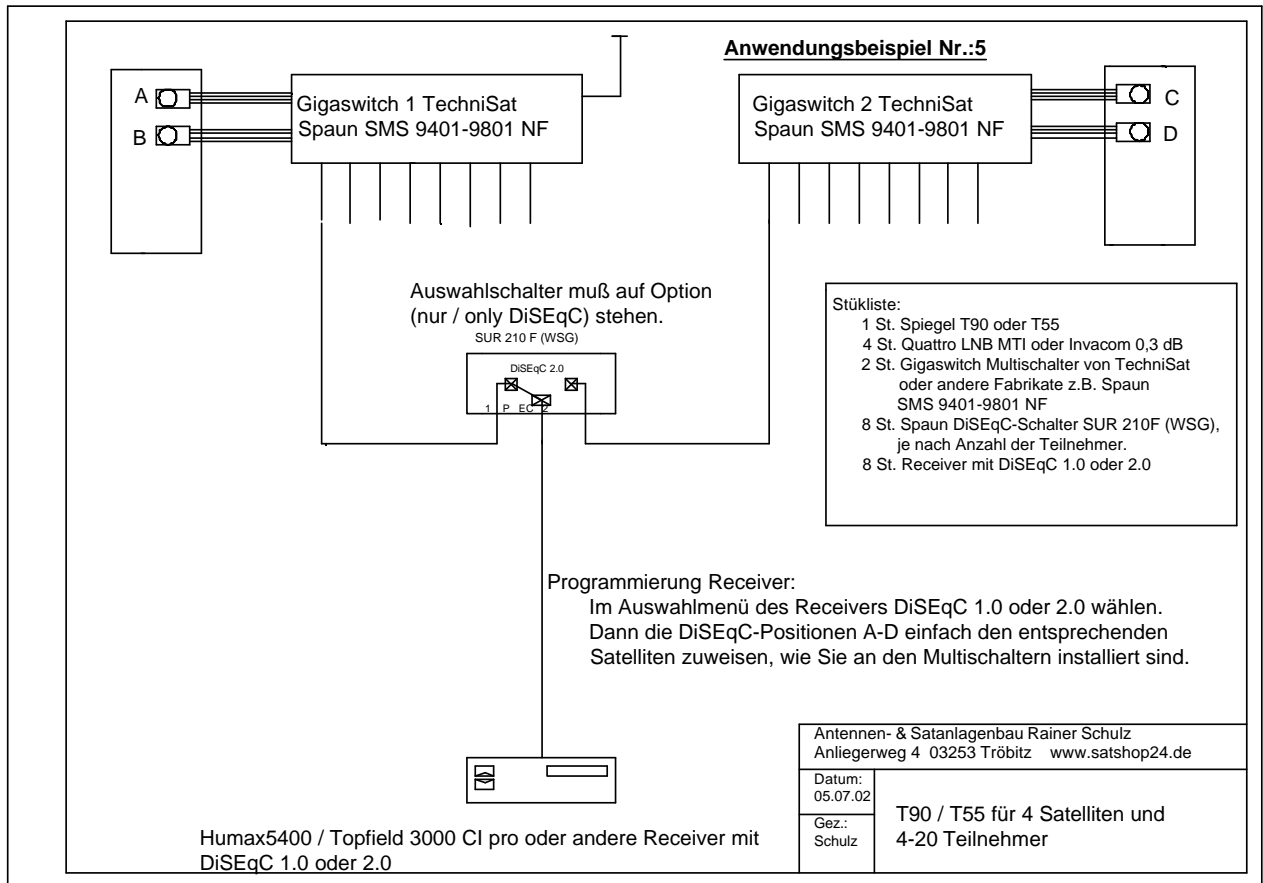 Anwendungsbeispiel Nr.:5
A
B
Gigaswitch 1 TechniSat
Spaun SMS 9401-9801 NF
Gigaswitch 2 TechniSat
Spaun SMS 9401-9801 NF
C
D
Auswahlschalter muß auf Option
(nur / only DiSEqC) stehen.
SUR 210 F (WSG)
DiSEqC 2.0
1 P EC 2
Stükliste:
1 St. Spiegel T90 oder T55
4 St. Quattro LNB MTI oder Invacom 0,3 dB
2 St. Gigaswitch Multischalter von TechniSat
oder andere Fabrikate z.B. Spaun
SMS 9401-9801 NF
8 St. Spaun DiSEqC-Schalter SUR 210F (WSG),
je nach Anzahl der Teilnehmer.
8 St. Receiver mit DiSEqC 1.0 oder 2.0
Programmierung Receiver:
Im Auswahlmenü des Receivers DiSEqC 1.0 oder 2.0 wählen.
Dann die DiSEqC-Positionen A-D einfach den entsprechenden
Satelliten zuweisen, wie Sie an den Multischaltern installiert sind.
Humax5400 / Topfield 3000 CI pro oder andere Receiver mit
DiSEqC 1.0 oder 2.0
Antennen- & Satanlagenbau Rainer Schulz
Anliegerweg 4 03253 Tröbitz www.satshop24.de
Datum:
05.07.02
Gez.:
Schulz
T90 / T55 für 4 Satelliten und
4-20 Teilnehmer